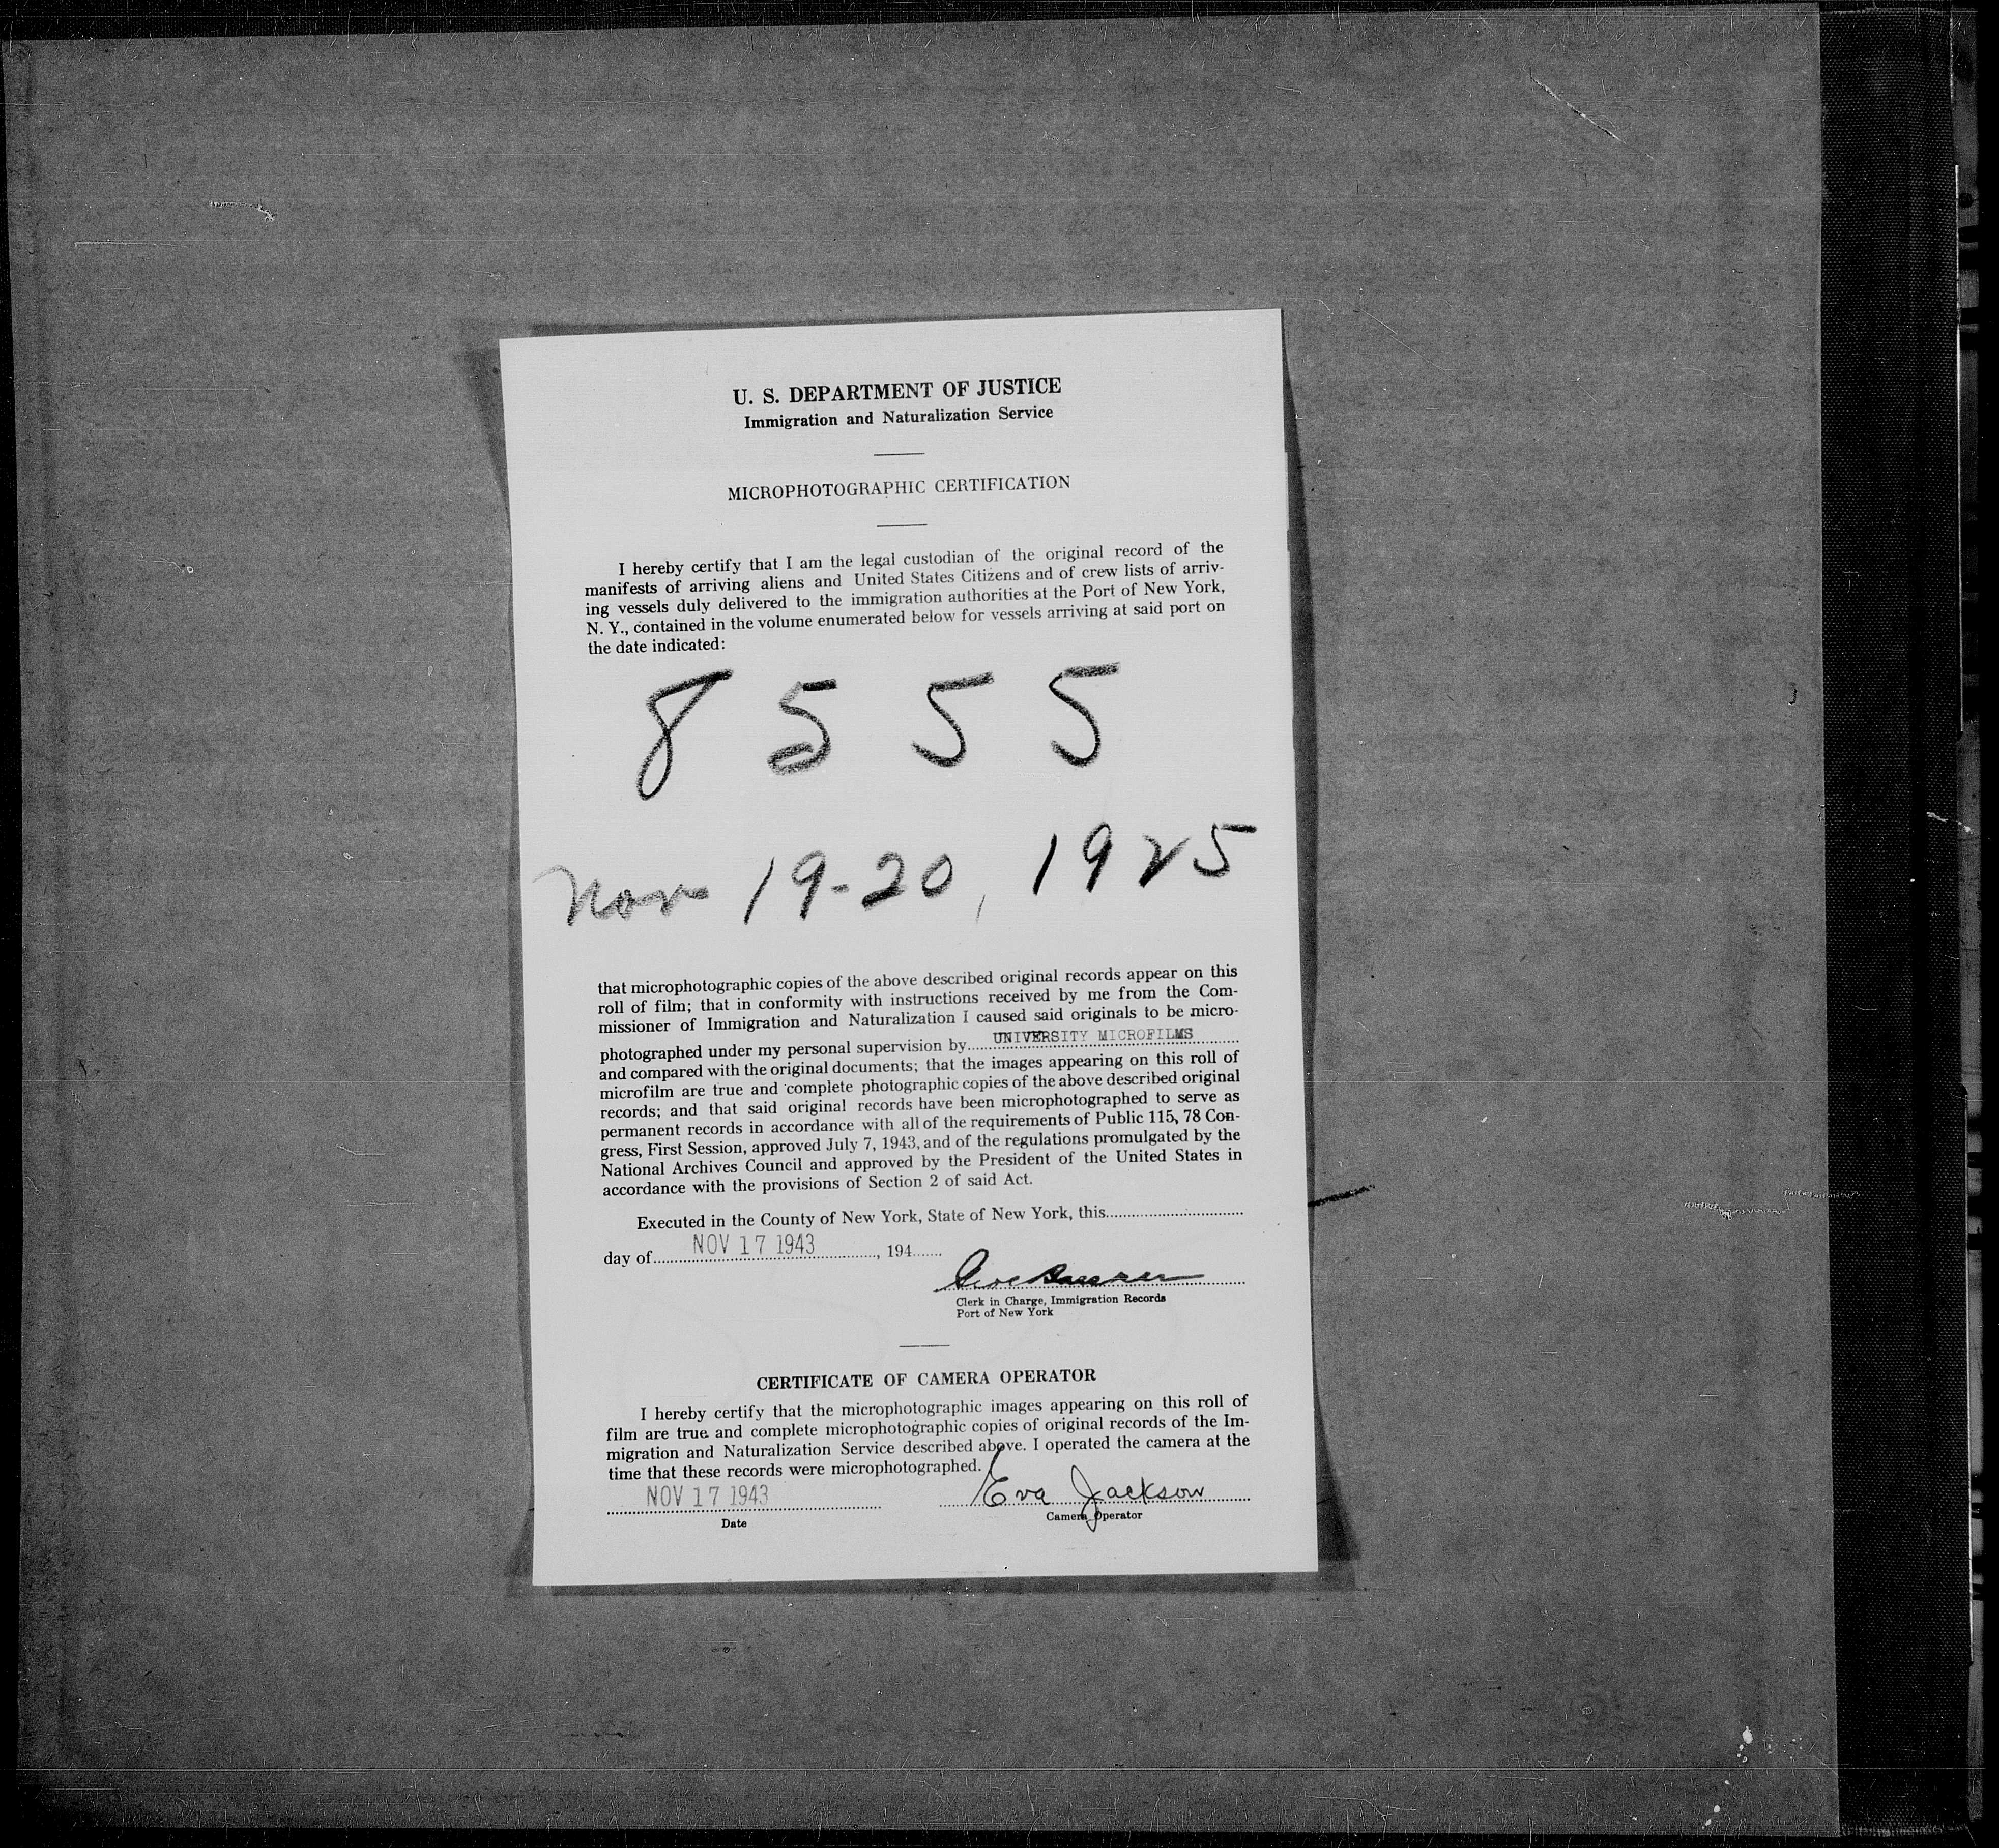 U. S. DEPARTMENT OF JUSTICE
Immigration and Naturalization Service
MICROPHOTOGRAPHIC CERTIFICATION
I hereby certify that I am the legal custodian of the original record of the
manifests of arriving aliens and United States Citizens and of crew lists of arriv-
ing vessels duly delivered to the immigration authorities at the Port of New York,
N. Y., contained in the volume enumerated below for vessels arriving at said port on
the date indicated:
8 5 5 5
Nov 19-20, 1925
that microphotographic copies of the above described original records appear on this
roll of film; that in conformity with instructions received by me from the Com-
missioner of Immigration and Naturalization I caused said originals to be micro-
photographed under my personal supervision by UNIVERSITY MICROFILMS
and compared with the original documents; that the images appearing on this roll of
microfilm are true and complete photographic copies of the above described original
records; and that said original records have been microphotographed to serve as
permanent records in accordance with all of the requirements of Public 115, 78 Con-
gress, First Session, approved July 7, 1943, and of the regulations promulgated by the
National Archives Council and approved by the President of the United States in
accordance with the provisions of Section 2 of said Act.
Executed in the County of New York, State of New York, this
day of NOV 17 1943, 194
Clerk in Charge, Immigration Records
Port of New York
CERTIFICATE OF CAMERA OPERATOR
I hereby certify that the microphotographic images appearing on this roll of
film are true and complete microphotographic copies of original records of the Im-
migration and Naturalization Service described above. I operated the camera at the
time that these records were microphotographed.
NOV 17 1943 Eva Jackson
Date Camera Operator